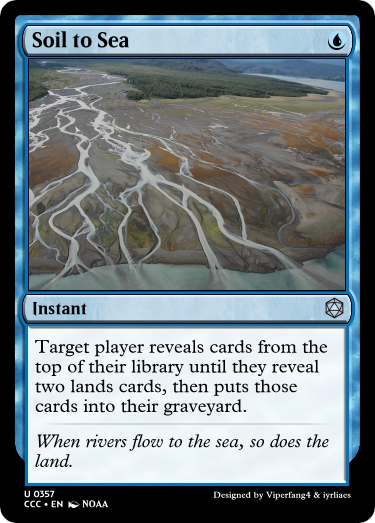 Soil to Sea
Instant
Target player reveals cards from the
top of their library until they reveal
two lands cards, then puts those
cards into their graveyard.
When rivers flow to the sea, so does the
land.
U 0357
CCC • EN NOAA
Designed by Viperfang4 & iyrliaes